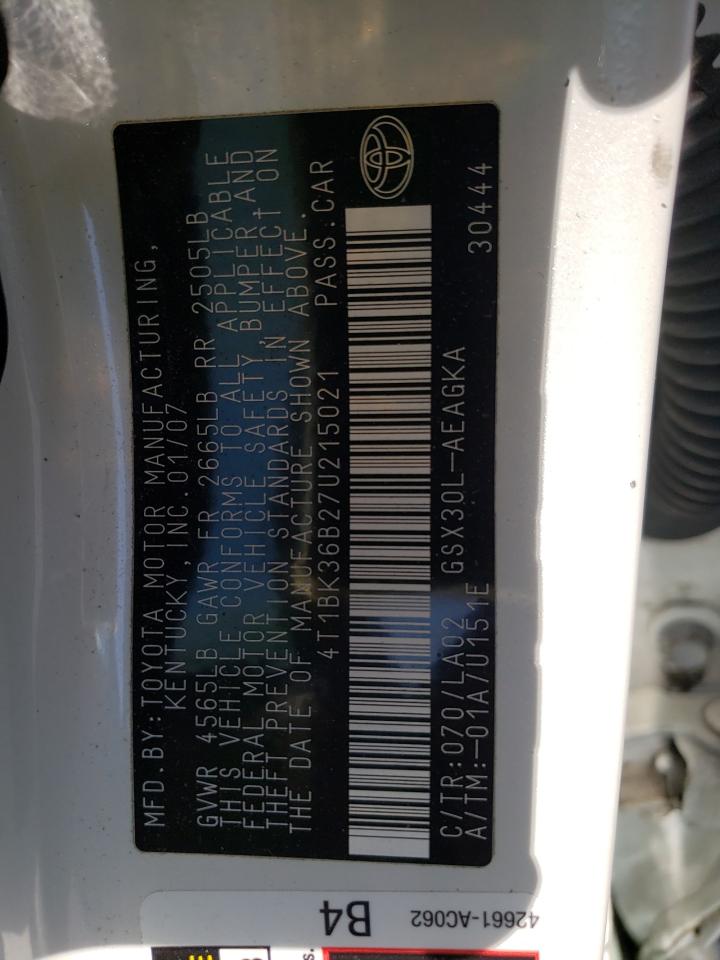 MFD.BY:TOYOTA MOTOR MANUFACTURING,
KENTUCKY,INC. 01/07
GVWR 4565LB GAWR FR 2665LB RR 2505LB
THIS VEHICLE CONFORMS TO ALL APPLICABLE
FEDERAL MOTOR VEHICLE SAFETY,BUMPER,AND
THEFT PREVENTION STANDARDS IN EFFECT ON
THE DATE OF MANUFACTURE SHOWN ABOVE.
4T1BK36B27U215021 PASS.CAR
C/TR:070/LA02 GSX30L-AEAGKA
A/TM:-01A/U151E 30444
B4
42661-AC062